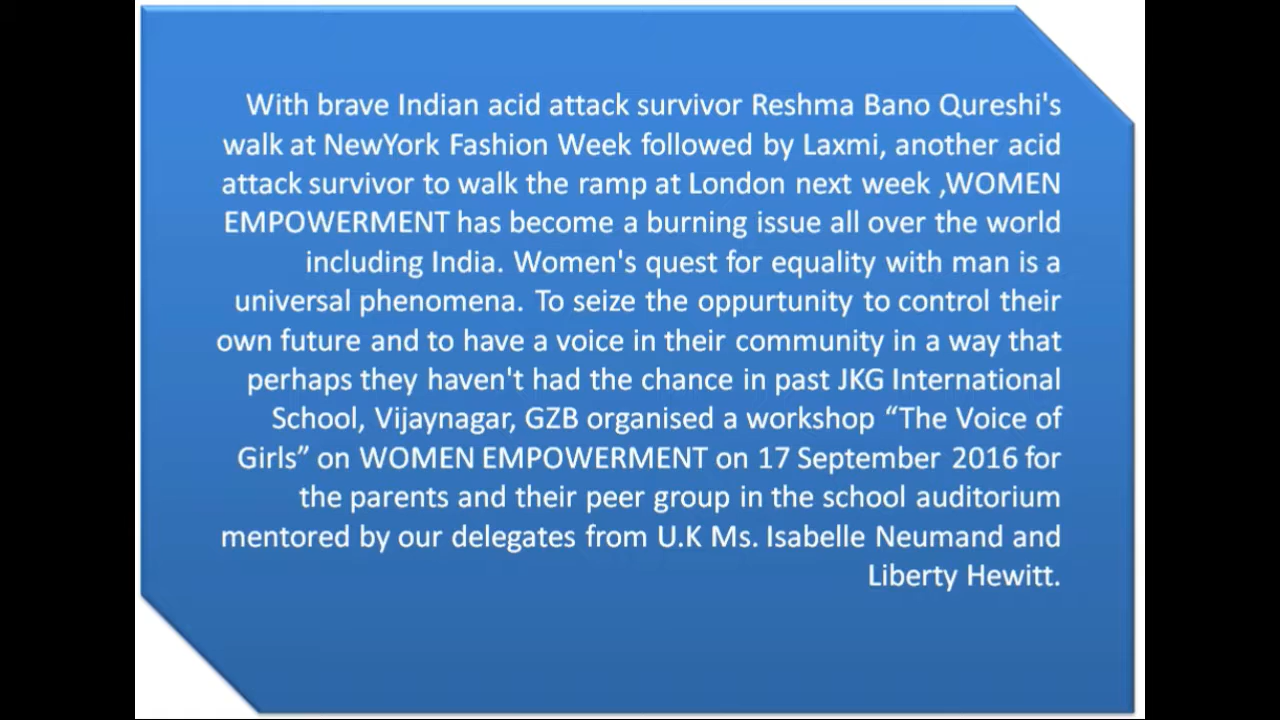 With brave Indian acid attack survivor Reshma Bano Qureshi's
walk at NewYork Fashion Week followed by Laxmi, another acid
attack survivor to walk the ramp at London next week ,WOMEN
EMPOWERMENT has become a burning issue all over the world
including India. Women's quest for equality with man is a
universal phenomena. To seize the oppurtunity to control their
own future and to have a voice in their community in a way that
perhaps they haven't had the chance in past JKG International
School, Vijaynagar, GZB organised a workshop “The Voice of
Girls” on WOMEN EMPOWERMENT on 17 September 2016 for
the parents and their peer group in the school auditorium
mentored by our delegates from U.K Ms. Isabelle Neumand and
Liberty Hewitt.